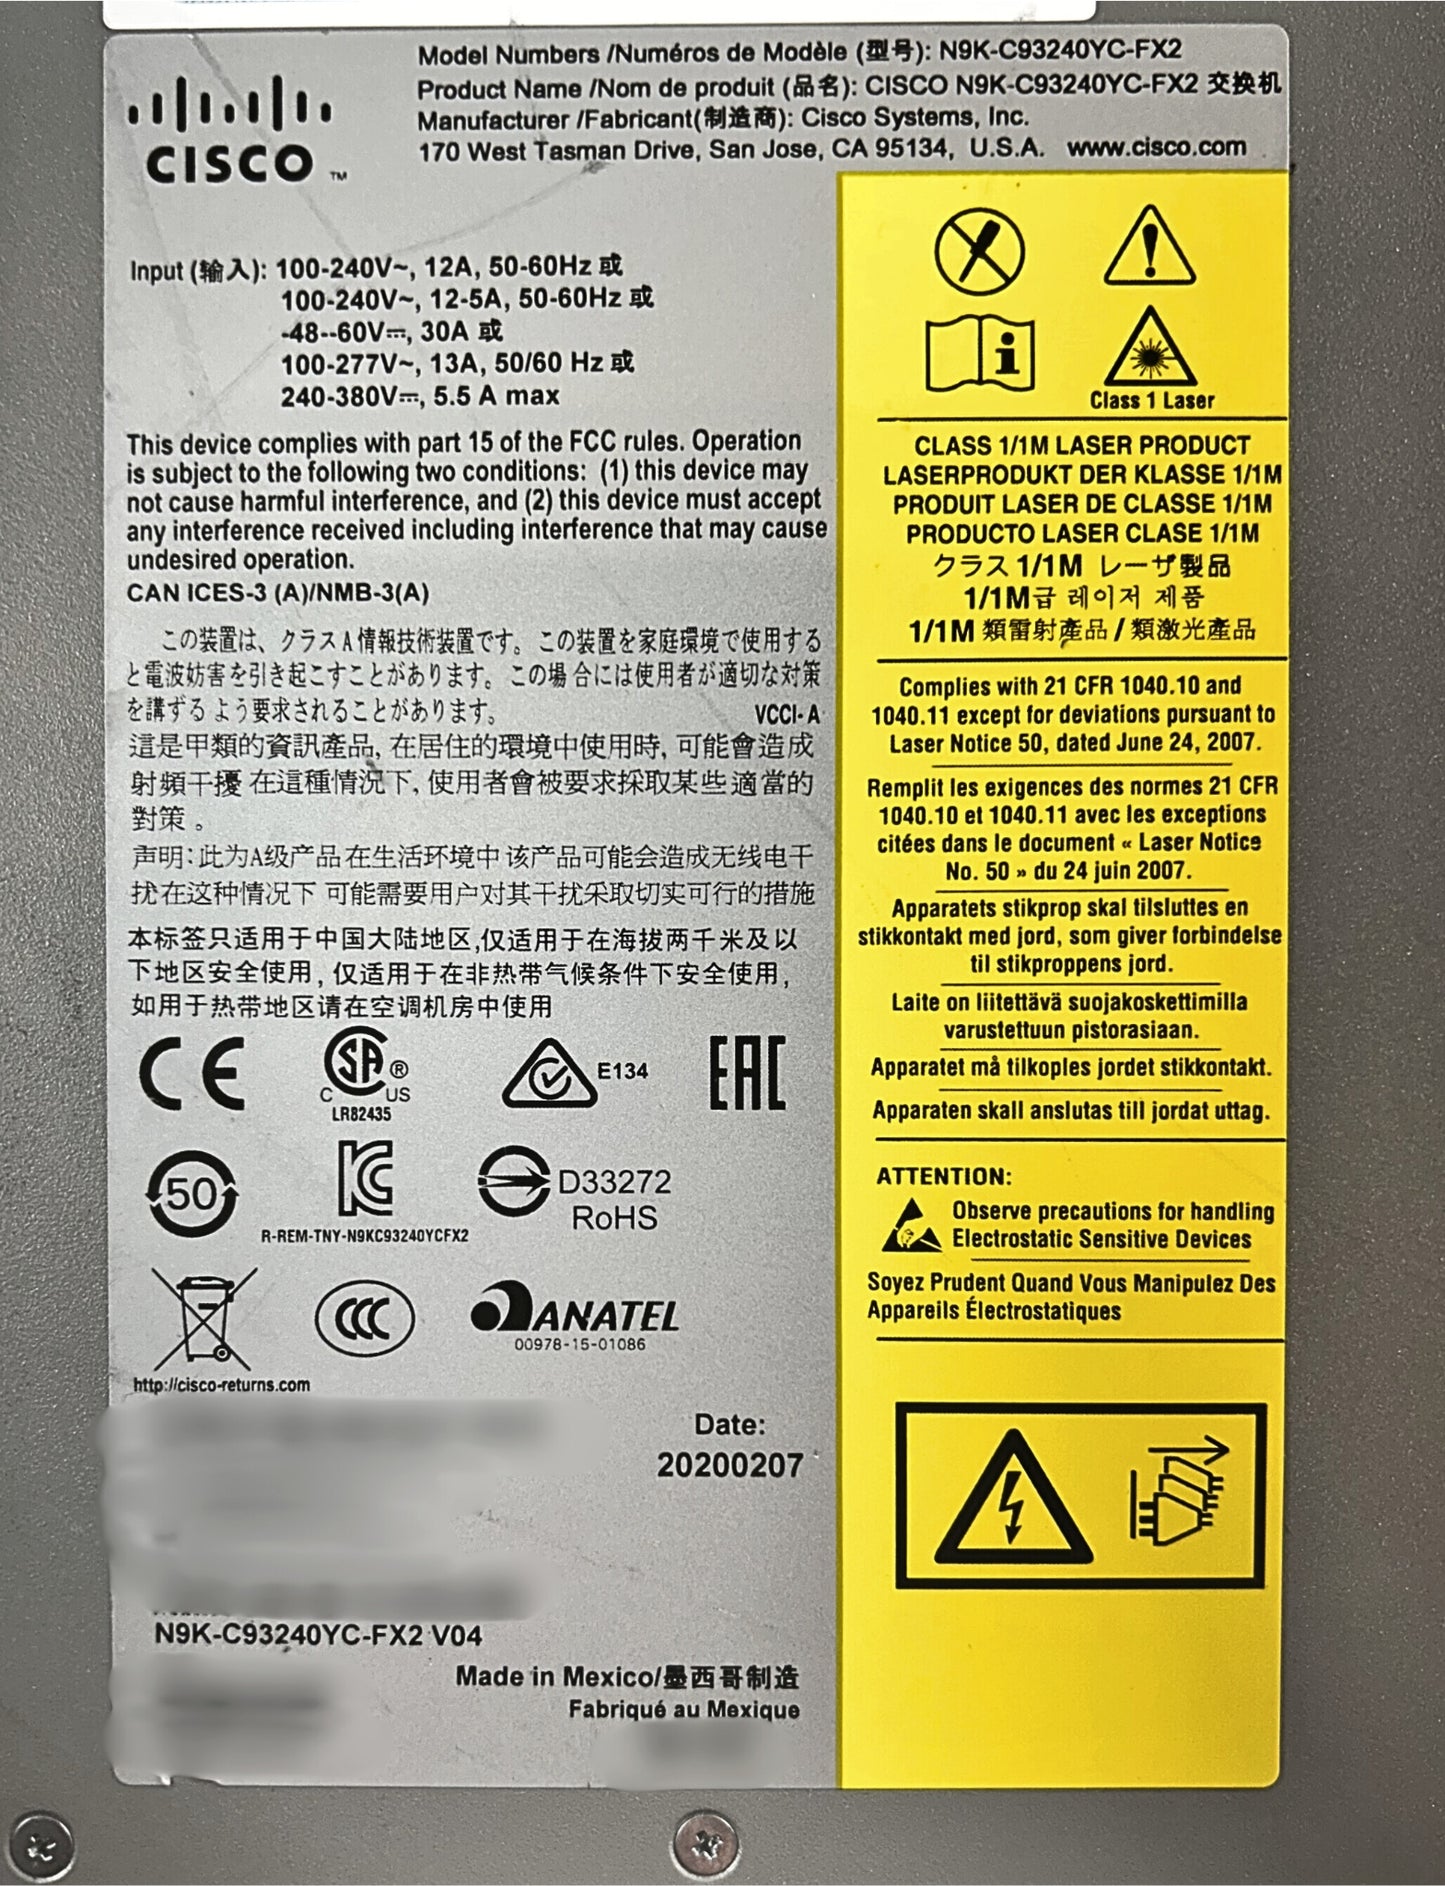 Model Numbers /Numéros de Modèle (型号): N9K-C93240YC-FX2
Product Name /Nom de produit (品名): CISCO N9K-C93240YC-FX2 交换机
Manufacturer /Fabricant(制造商): Cisco Systems, Inc.
170 West Tasman Drive, San Jose, CA 95134, U.S.A. www.cisco.com
CISCO ™
Input (输入): 100-240V~, 12A, 50-60Hz 或
100-240V~, 12-5A, 50-60Hz 或
-48--60V⎓, 30A 或
100-277V~, 13A, 50/60 Hz 或
240-380V⎓, 5.5 A max
This device complies with part 15 of the FCC rules. Operation
is subject to the following two conditions: (1) this device may
not cause harmful interference, and (2) this device must accept
any interference received including interference that may cause
undesired operation.
CAN ICES-3 (A)/NMB-3(A)
この装置は、クラスA情報技術装置です。この装置を家庭環境で使用する
と電波妨害を引き起こすことがあります。この場合には使用者が適切な対策
を講ずるよう要求されることがあります。 VCCI-A
這是甲類的資訊產品, 在居住的環境中使用時, 可能會造成
射頻干擾 在這種情況下, 使用者會被要求採取某些適當的
對策。
声明: 此为A级产品 在生活环境中 该产品可能会造成无线电干
扰 在这种情况下 可能需要用户对其干扰采取切实可行的措施
本标签只适用于中国大陆地区,仅适用于在海拔两千米及以
下地区安全使用, 仅适用于在非热带气候条件下安全使用,
如用于热带地区请在空调机房中使用
CE
C SA ® US
LR82435
E134
EAC
50
KC
R-REM-TNY-N9KC93240YCFX2
D33272
RoHS
http://cisco-returns.com
CCC
ANATEL
00978-15-01086
Date:
20200207
N9K-C93240YC-FX2 V04
Made in Mexico/墨西哥制造
Fabriqué au Mexique
Class 1 Laser
CLASS 1/1M LASER PRODUCT
LASERPRODUKT DER KLASSE 1/1M
PRODUIT LASER DE CLASSE 1/1M
PRODUCTO LASER CLASE 1/1M
クラス 1/1M レーザ製品
1/1M급 레이저 제품
1/1M 類雷射產品 / 類激光產品
Complies with 21 CFR 1040.10 and
1040.11 except for deviations pursuant to
Laser Notice 50, dated June 24, 2007.
Remplit les exigences des normes 21 CFR
1040.10 et 1040.11 avec les exceptions
citées dans le document « Laser Notice
No. 50 » du 24 juin 2007.
Apparatets stikprop skal tilsluttes en
stikkontakt med jord, som giver forbindelse
til stikproppens jord.
Laite on liitettävä suojakoskettimilla
varustettuun pistorasiaan.
Apparatet må tilkoples jordet stikkontakt.
Apparaten skall anslutas till jordat uttag.
ATTENTION:
Observe precautions for handling
Electrostatic Sensitive Devices
Soyez Prudent Quand Vous Manipulez Des
Appareils Électrostatiques